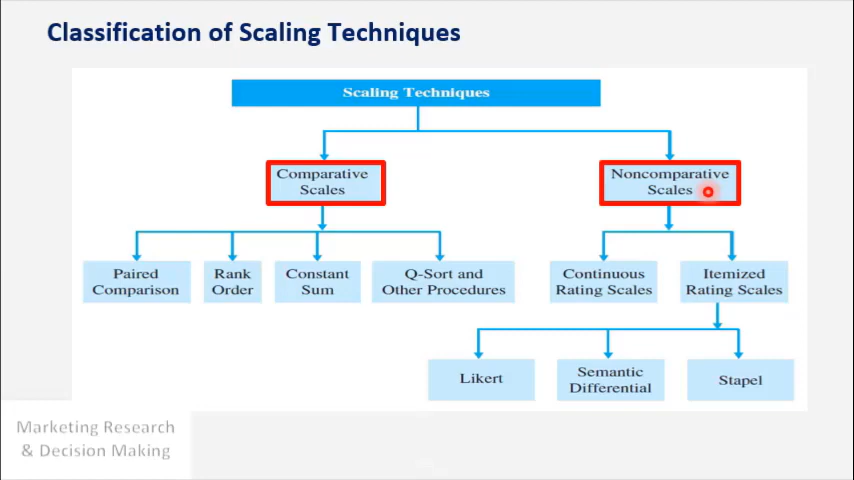 Classification of Scaling Techniques
Scaling Techniques
Comparative
Scales
Noncomparative
Scales
Paired
Comparison
Rank
Order
Constant
Sum
Q-Sort and
Other Procedures
Continuous
Rating Scales
Itemized
Rating Scales
Likert
Semantic
Differential
Stapel
Marketing Research
& Decision Making